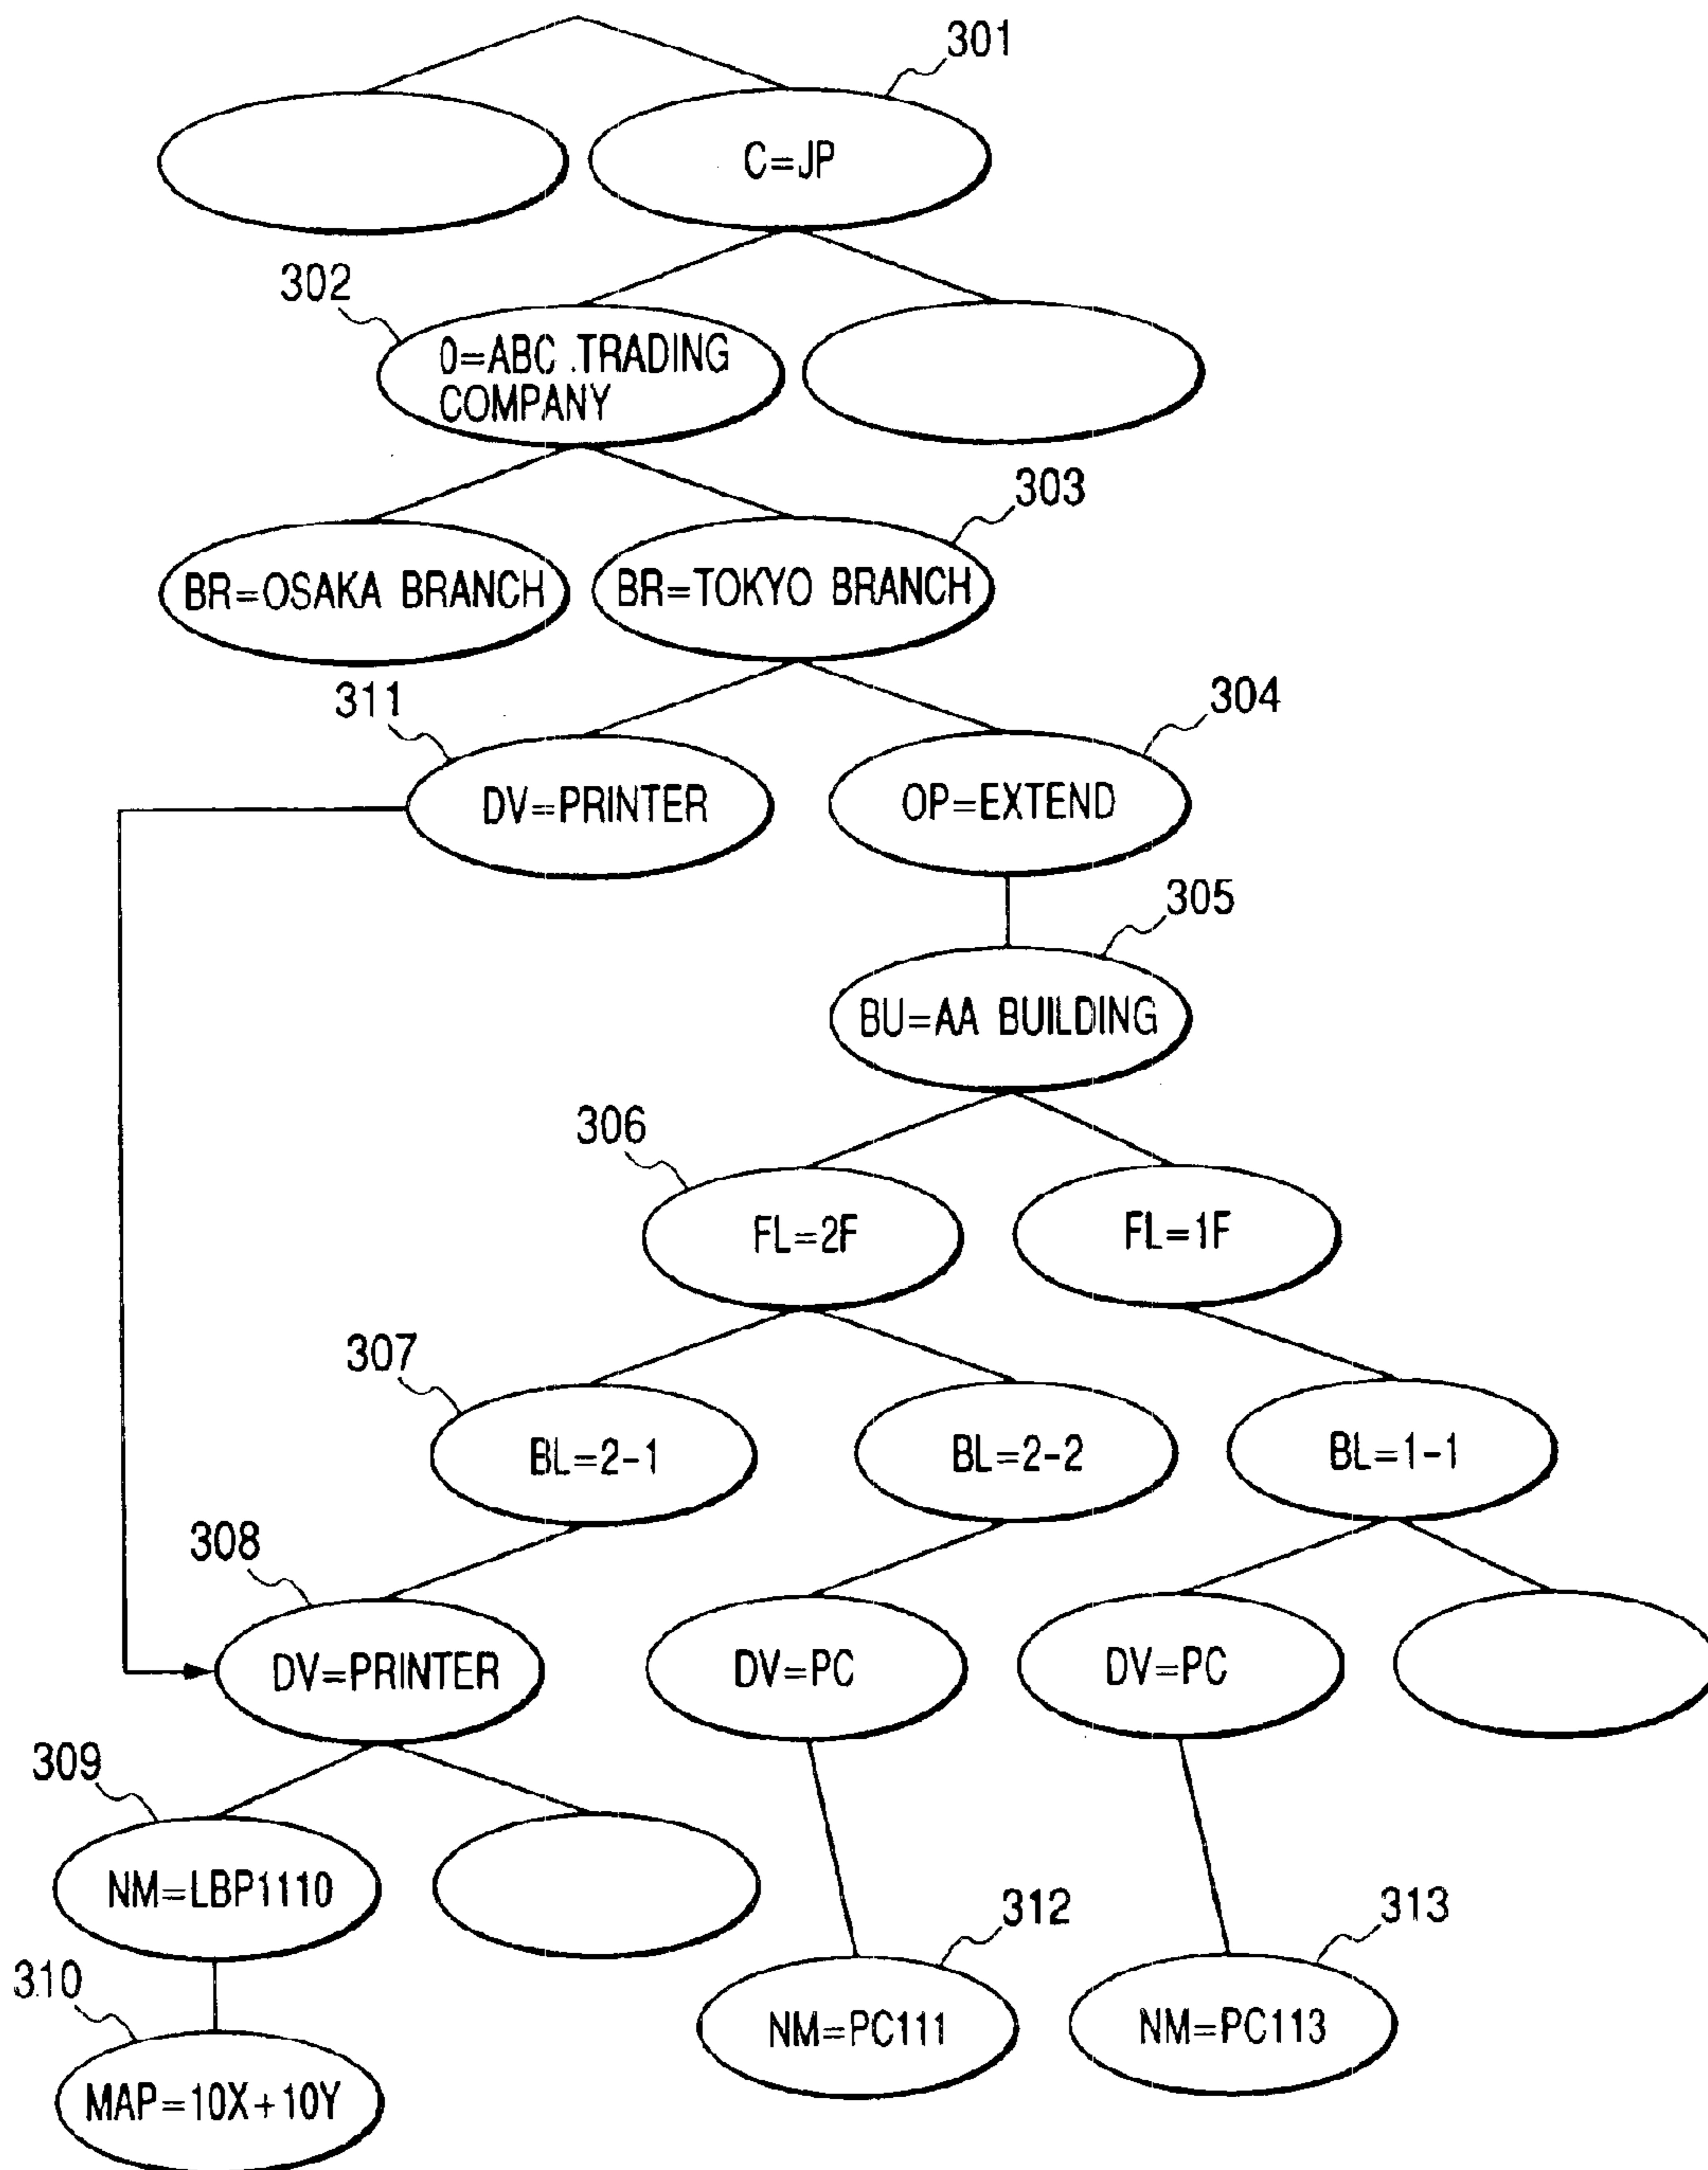 301
C=JP
302
0=ABC .TRADING
COMPANY
303
BR=OSAKA BRANCH
BR=TOKYO BRANCH
311
304
DV=PRINTER
OP=EXTEND
305
BU=AA BUILDING
306
FL=2F
FL=1F
307
BL=2-1
BL=2-2
BL=1-1
308
DV=PRINTER
DV=PC
DV=PC
309
NM=LBP1110
312
313
310
NM=PC111
NM=PC113
MAP=10X+10Y